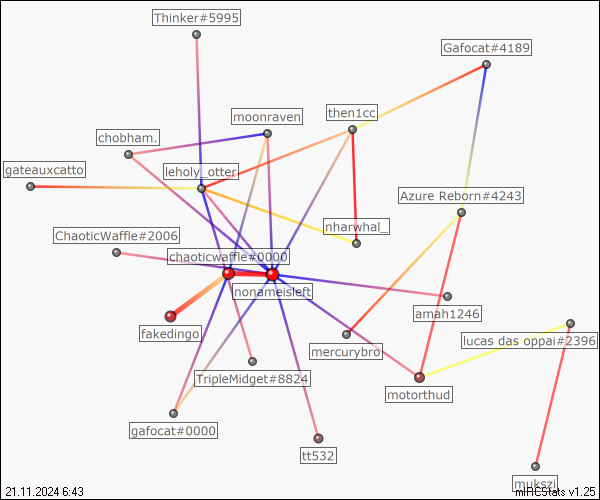 Thinker#5995
Gafocat#4189
moonraven
then1cc
chobham.
gateauxcatto
leholy_otter
Azure Reborn#4243
nharwhal_
ChaoticWaffle#2006
chaoticwaffle#0000
nonameisleft
amah1246
fakedingo
lucas das oppai#2396
mercurybro
TripleMidget#8824
motorthud
gafocat#0000
tt532
mukszi
21.11.2024 6:43
mIRCStats v1.25